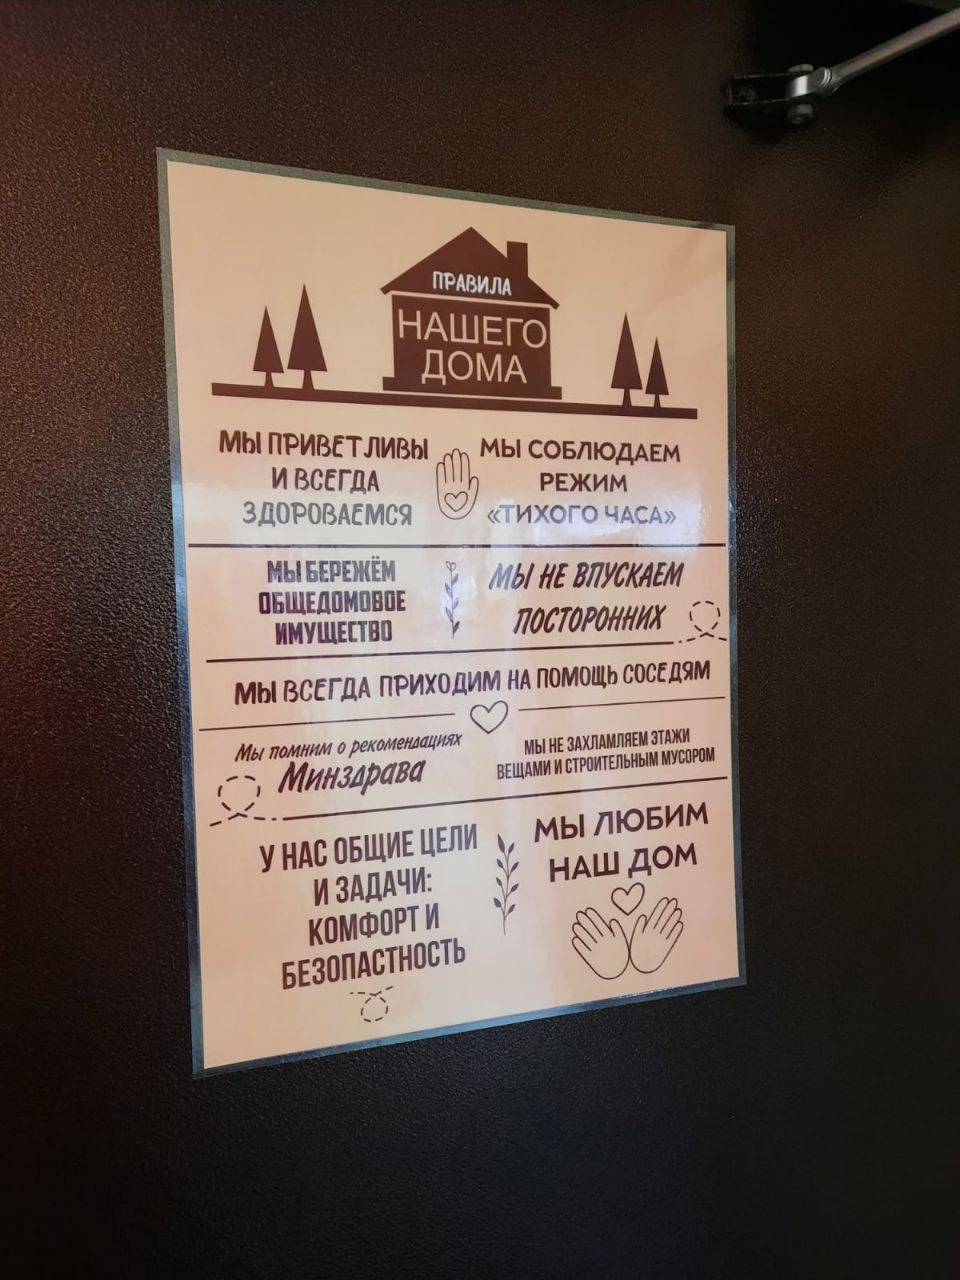 ПРАВИЛА
НАШЕГО
ДОМА
МЫ ПРИВЕТЛИВЫ
И ВСЕГДА
ЗДОРОВАЕМСЯ
МЫ СОБЛЮДАЕМ
РЕЖИМ
«ТИХОГО ЧАСА»
МЫ БЕРЕЖЁМ
ОБЩЕДОМОВОЕ
ИМУЩЕСТВО
МЫ НЕ ВПУСКАЕМ
ПОСТОРОННИХ
МЫ ВСЕГДА ПРИХОДИМ НА ПОМОЩЬ СОСЕДЯМ
Мы помним о рекомендациях
Минздрава
МЫ НЕ ЗАХЛАМЛЯЕМ ЭТАЖИ
ВЕЩАМИ И СТРОИТЕЛЬНЫМ МУСОРОМ
У НАС ОБЩИЕ ЦЕЛИ
И ЗАДАЧИ:
КОМФОРТ И
БЕЗОПАСТНОСТЬ
МЫ ЛЮБИМ
НАШ ДОМ